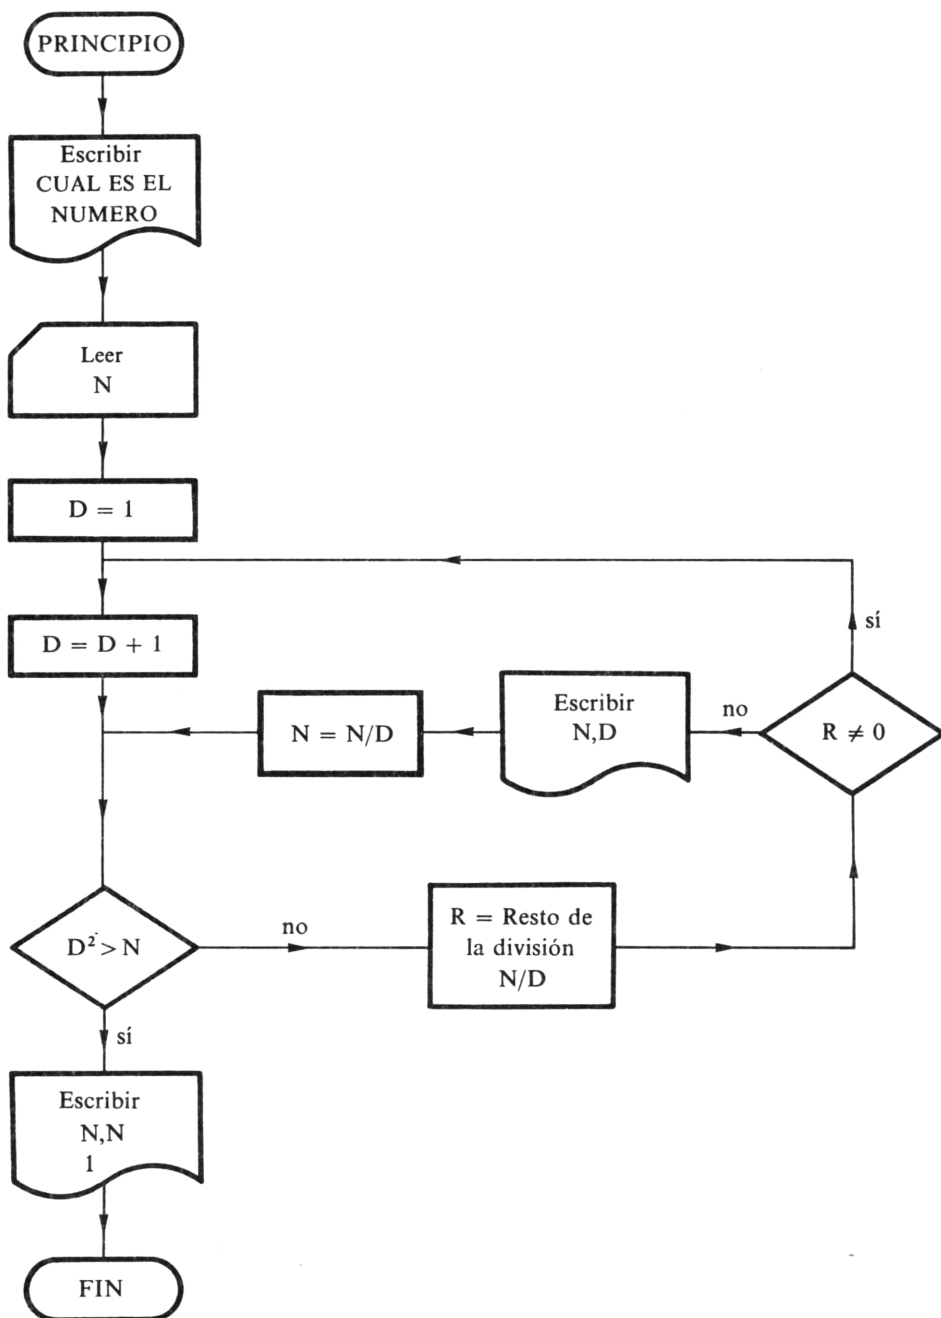 PRINCIPIO
Escribir
CUAL ES EL
NUMERO
Leer
N
D = 1
D = D + 1
sí
N = N/D
Escribir
N,D
no
R ≠ 0
D² > N
no
R = Resto de
la división
N/D
sí
Escribir
N,N
1
FIN